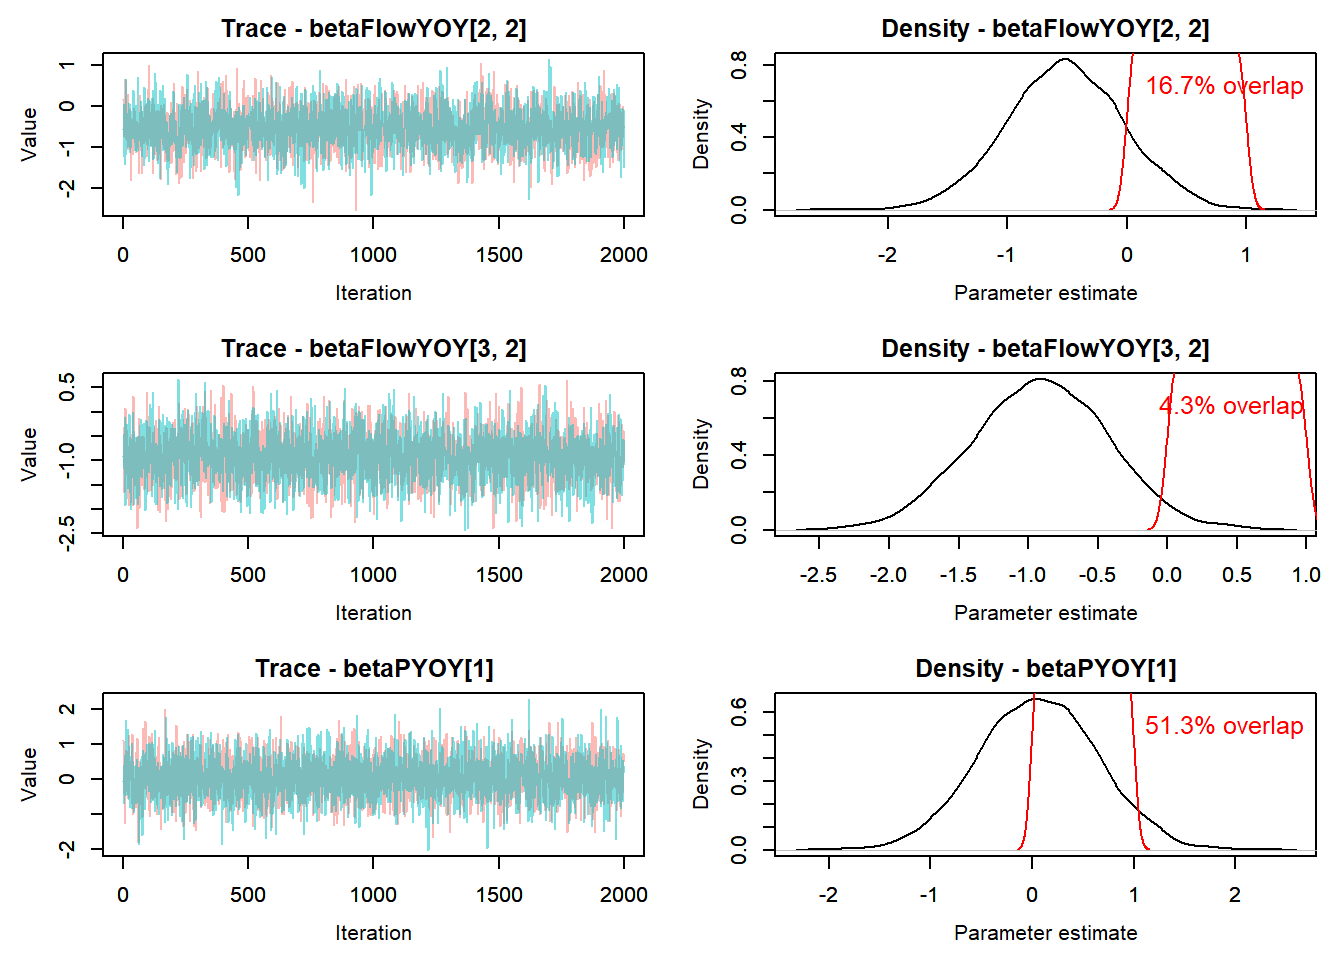 Trace - betaFlowYOY[2, 2]
Value
1
0
-1
-2
0 500 1000 1500 2000
Iteration
Density - betaFlowYOY[2, 2]
Density
0.8
0.4
0.0
16.7% overlap
-2 -1 0 1
Parameter estimate
Trace - betaFlowYOY[3, 2]
Value
0.5
-1.0
-2.5
0 500 1000 1500 2000
Iteration
Density - betaFlowYOY[3, 2]
Density
0.8
0.4
0.0
4.3% overlap
-2.5 -2.0 -1.5 -1.0 -0.5 0.0 0.5 1.0
Parameter estimate
Trace - betaPYOY[1]
Value
2
1
0
-2
0 500 1000 1500 2000
Iteration
Density - betaPYOY[1]
Density
0.6
0.3
0.0
51.3% overlap
-2 -1 0 1 2
Parameter estimate